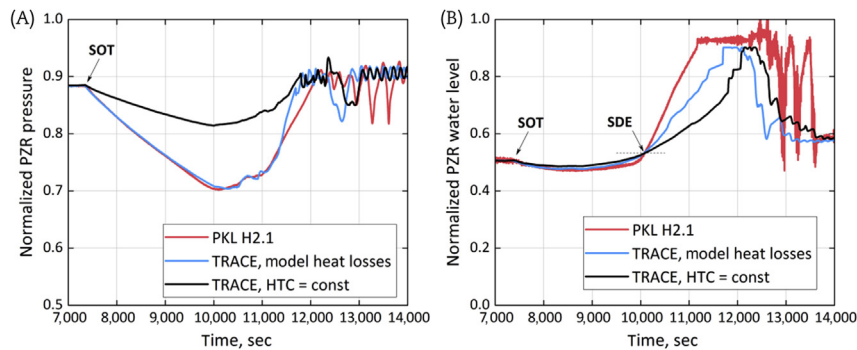 (A)
Normalized PZR pressure
1.0
0.9
0.8
0.7
0.6
0.5
SOT
PKL H2.1
TRACE, model heat losses
TRACE, HTC = const
7,000 8,000 9,000 10,000 11,000 12,000 13,000 14,000
Time, sec
(B)
Normalized PZR water level
1.0
0.8
0.6
0.4
0.2
0.0
SOT
SDE
PKL H2.1
TRACE, model heat losses
TRACE, HTC = const
7,000 8,000 9,000 10,000 11,000 12,000 13,000 14,000
Time, sec